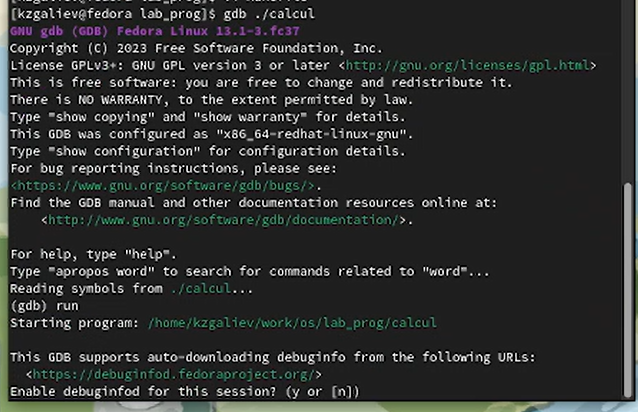 [kzgaliev@fedora lab_prog]$ gdb ./calcul
GNU gdb (GDB) Fedora Linux 13.1-3.fc37
Copyright (C) 2023 Free Software Foundation, Inc.
License GPLv3+: GNU GPL version 3 or later <http://gnu.org/licenses/gpl.html>
This is free software: you are free to change and redistribute it.
There is NO WARRANTY, to the extent permitted by law.
Type "show copying" and "show warranty" for details.
This GDB was configured as "x86_64-redhat-linux-gnu".
Type "show configuration" for configuration details.
For bug reporting instructions, please see:
<https://www.gnu.org/software/gdb/bugs/>.
Find the GDB manual and other documentation resources online at:
<http://www.gnu.org/software/gdb/documentation/>.
For help, type "help".
Type "apropos word" to search for commands related to "word"...
Reading symbols from ./calcul...
(gdb) run
Starting program: /home/kzgaliev/work/os/lab_prog/calcul
This GDB supports auto-downloading debuginfo from the following URLs:
<https://debuginfod.fedoraproject.org/>
Enable debuginfod for this session? (y or [n])